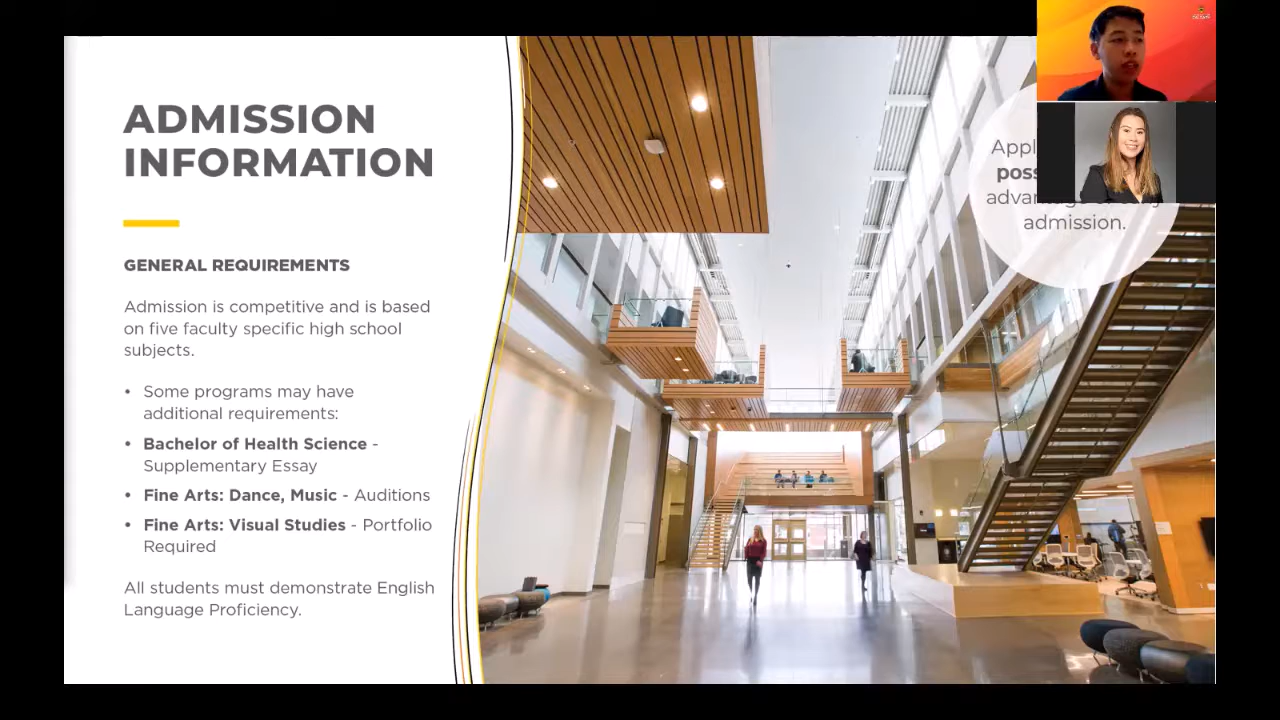 ADMISSION
INFORMATION
GENERAL REQUIREMENTS
Admission is competitive and is based
on five faculty specific high school
subjects.
• Some programs may have
additional requirements:
• Bachelor of Health Science -
Supplementary Essay
• Fine Arts: Dance, Music - Auditions
• Fine Arts: Visual Studies - Portfolio
Required
All students must demonstrate English
Language Proficiency.
admission.